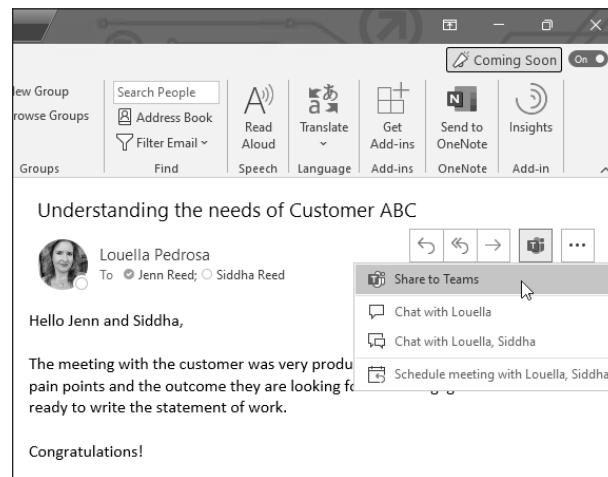 Coming Soon
On
New Group
Browse Groups
Groups
Search People
Address Book
Filter Email
Find
Read
Aloud
Speech
Translate
Language
Get
Add-ins
Add-ins
Send to
OneNote
OneNote
Insights
Add-in
Understanding the needs of Customer ABC
Louella Pedrosa
To Jenn Reed; Siddha Reed
Share to Teams
Chat with Louella
Chat with Louella, Siddha
Schedule meeting with Louella, Siddha
Hello Jenn and Siddha,
The meeting with the customer was very produ
pain points and the outcome they are looking fo
ready to write the statement of work.
Congratulations!